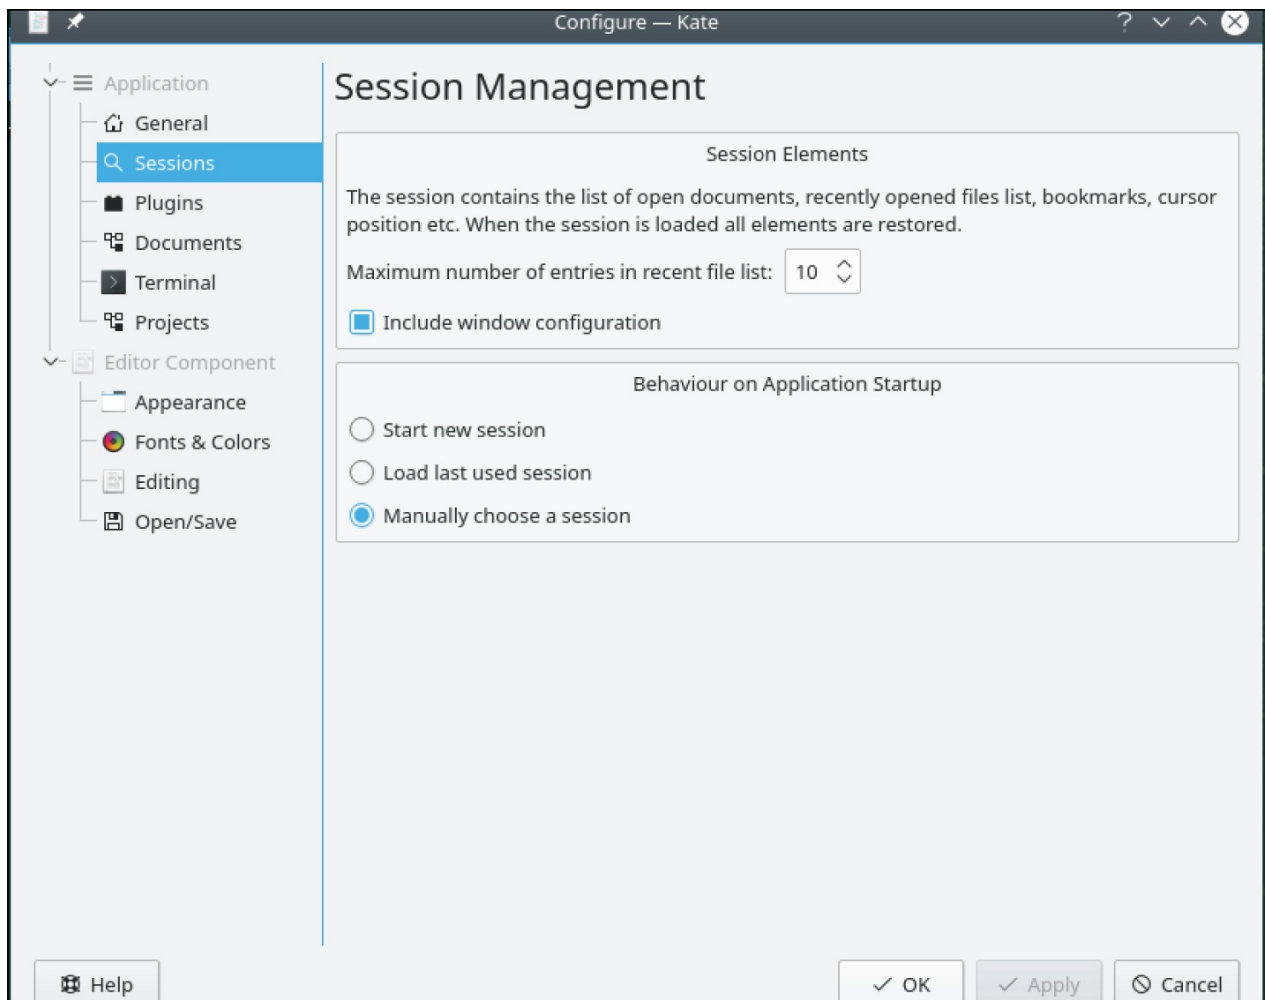 Configure — Kate
Application
General
Sessions
Plugins
Documents
Terminal
Projects
Editor Component
Appearance
Fonts & Colors
Editing
Open/Save
Session Management
Session Elements
The session contains the list of open documents, recently opened files list, bookmarks, cursor
position etc. When the session is loaded all elements are restored.
Maximum number of entries in recent file list: 10
Include window configuration
Behaviour on Application Startup
Start new session
Load last used session
Manually choose a session
Help
OK
Apply
Cancel